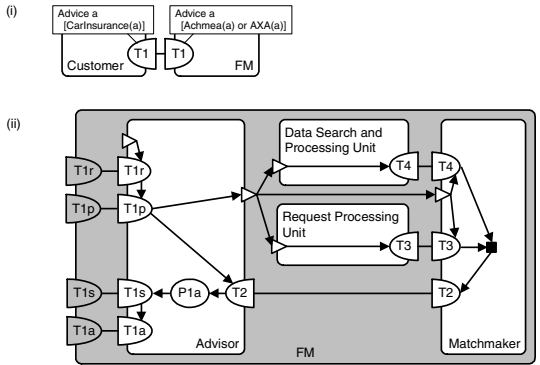 (i)
Advice a
[CarInsurance(a)]
Advice a
[Achmea(a) or AXA(a)]
T1
T1
Customer
FM
(ii)
Data Search and
Processing Unit
T1r
T1r
T4
T4
T1p
T1p
Request Processing
Unit
T3
T3
T1s
T1s
P1a
T2
T2
T1a
T1a
Advisor
FM
Matchmaker